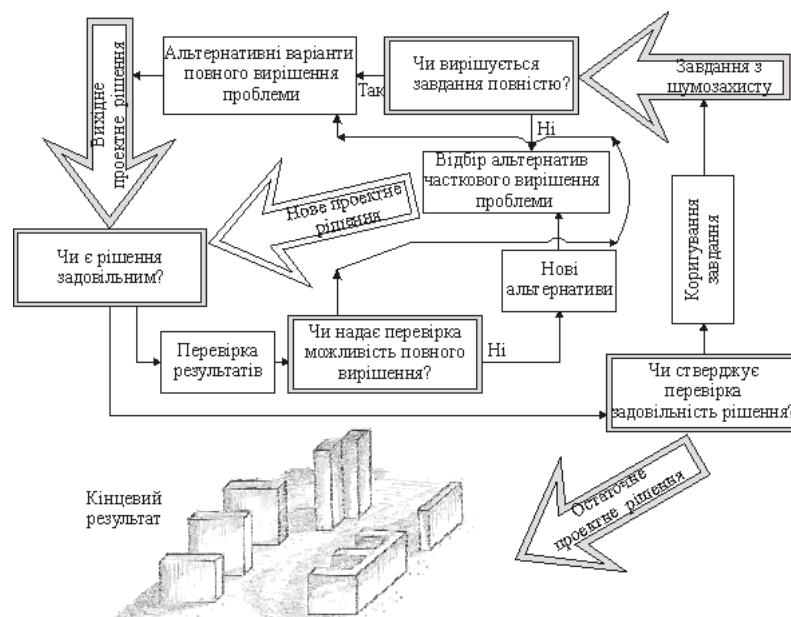 Альтернативні варіанти
повного вирішення
проблеми
Так
Чи вирішується
завдання повністю?
Завдання з
шумозахисту
Вихідне
проектне рішення
Ні
Відбір альтернатив
часткового вирішення
проблеми
Нове проектне
рішення
Чи є рішення
задовільним?
Нові
альтернативи
Коригування
завдання
Перевірка
результатів
Чи надає перевірка
можливість повного
вирішення?
Ні
Чи стверджує
перевірка
задовільність рішення?
Кінцевий
результат
Остаточне
проектне рішення